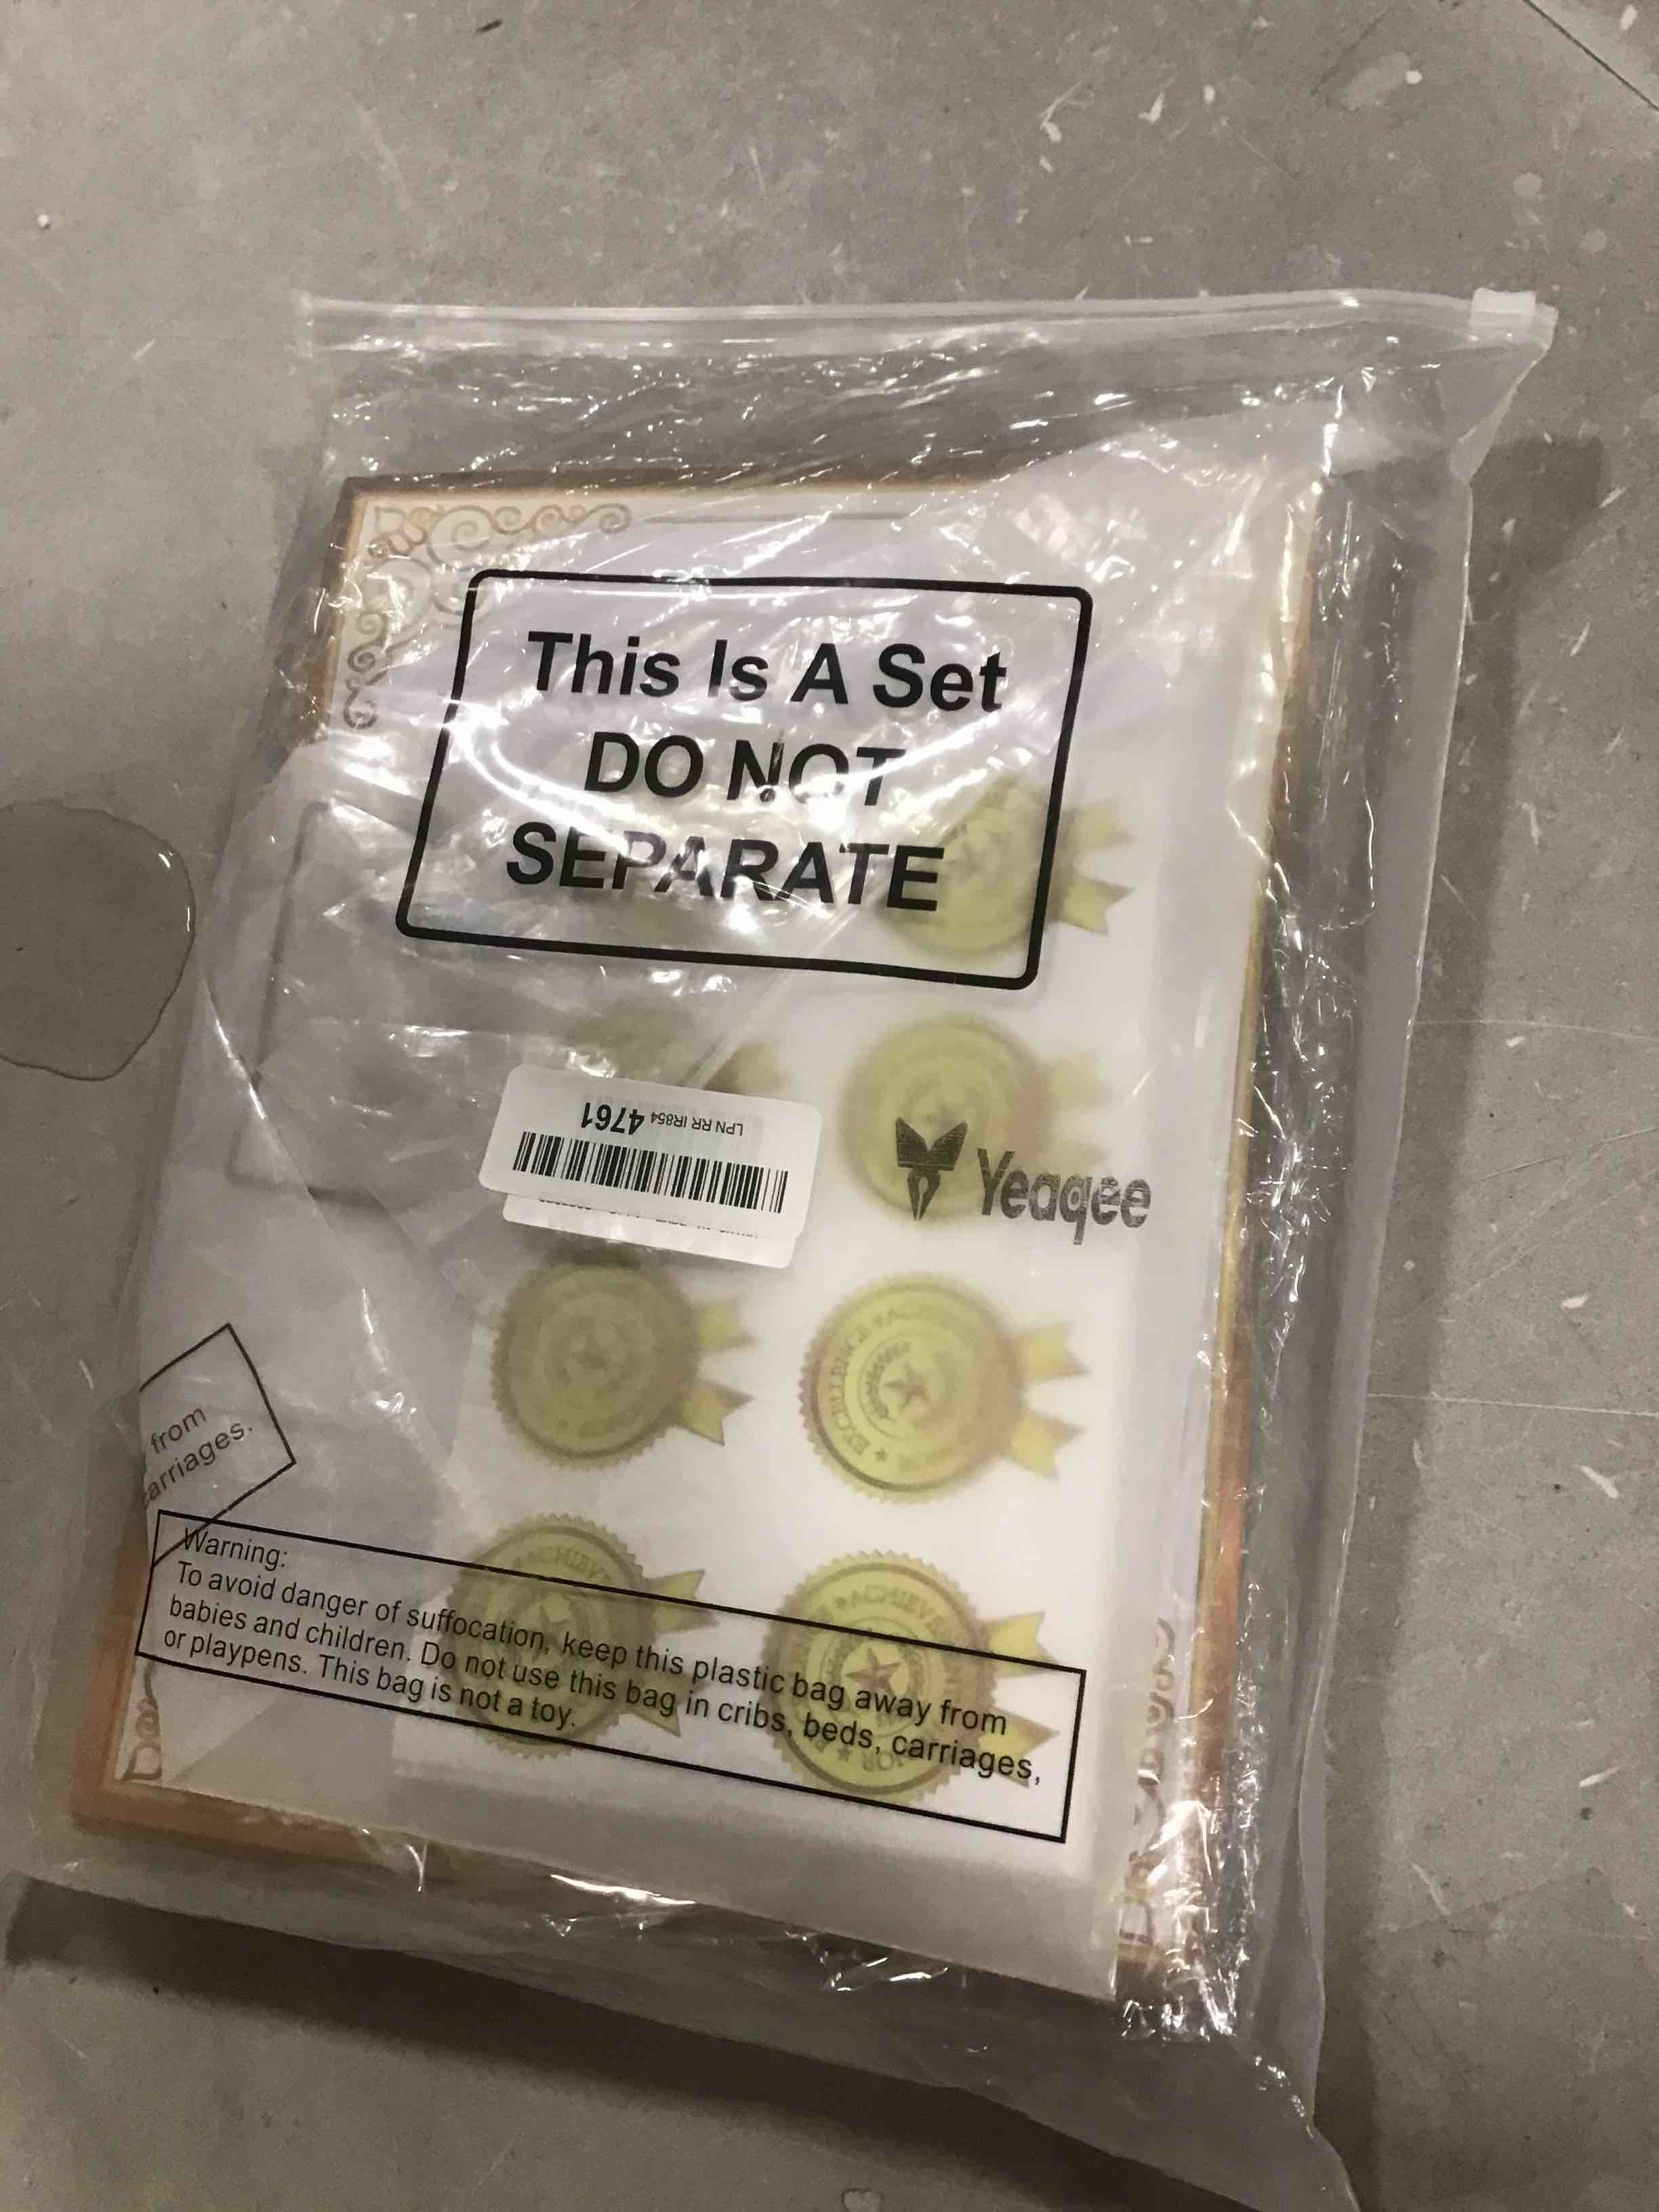 This Is A Set
DO NOT
SEPARATE
LPN RR IR854 4761
Yeaqee
from
carriages.
Warning:
To avoid danger of suffocation, keep this plastic bag away from
babies and children. Do not use this bag in cribs, beds, carriages,
or playpens. This bag is not a toy.